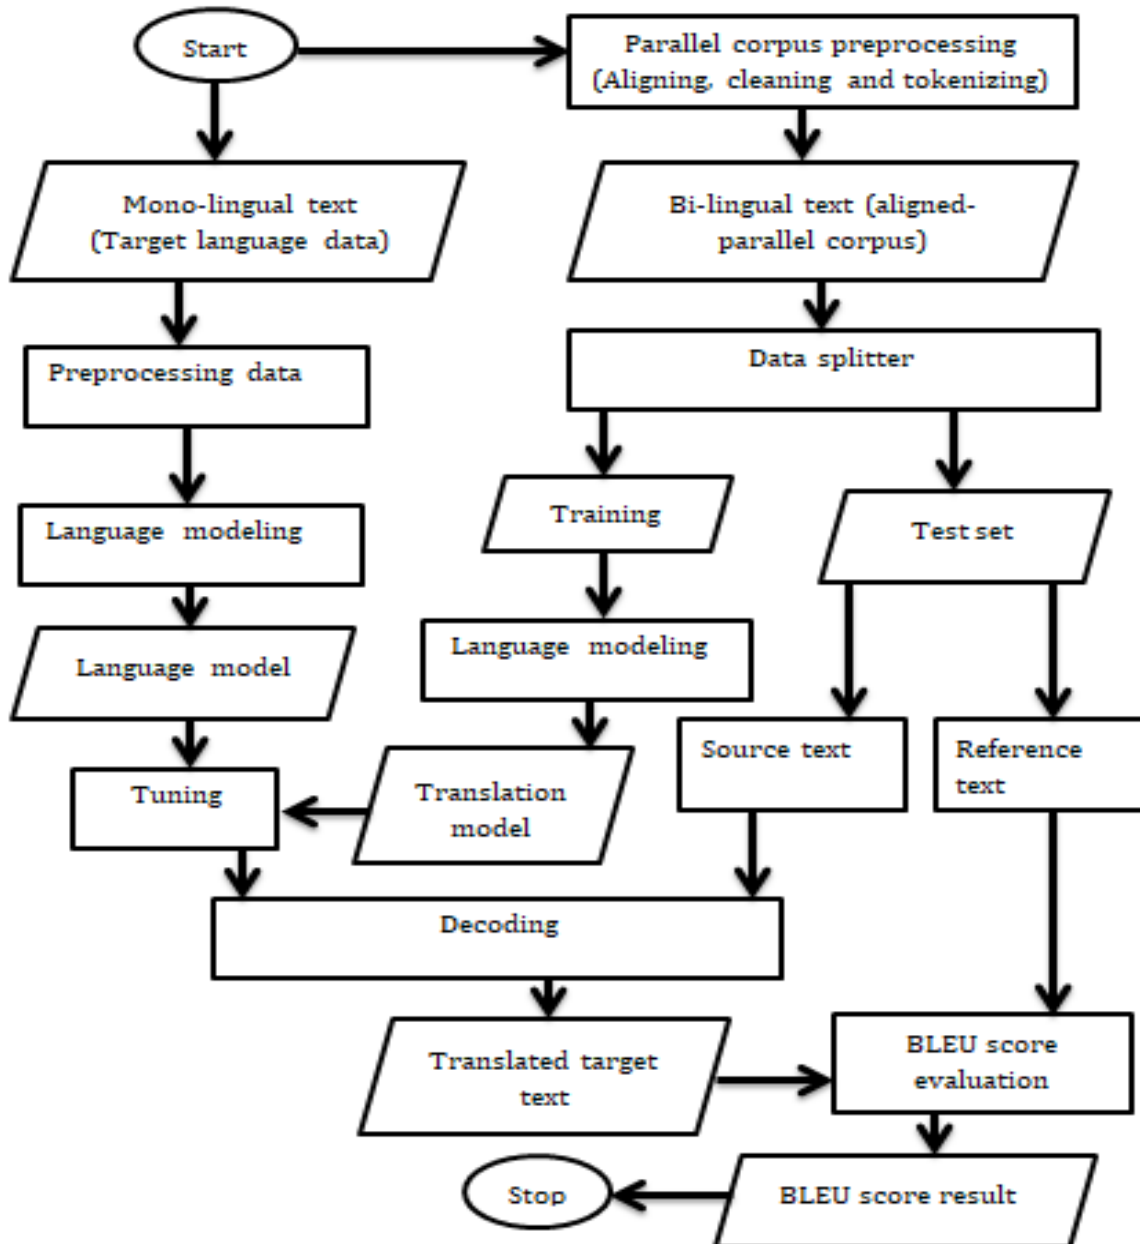 Start
Parallel corpus preprocessing
(Aligning, cleaning and tokenizing)
Mono-lingual text
(Target language data)
Bi-lingual text (aligned-
parallel corpus)
Preprocessing data
Data splitter
Language modeling
Training
Test set
Language model
Language modeling
Source text
Reference
text
Tuning
Translation
model
Decoding
Translated target
text
BLEU score
evaluation
Stop
BLEU score result